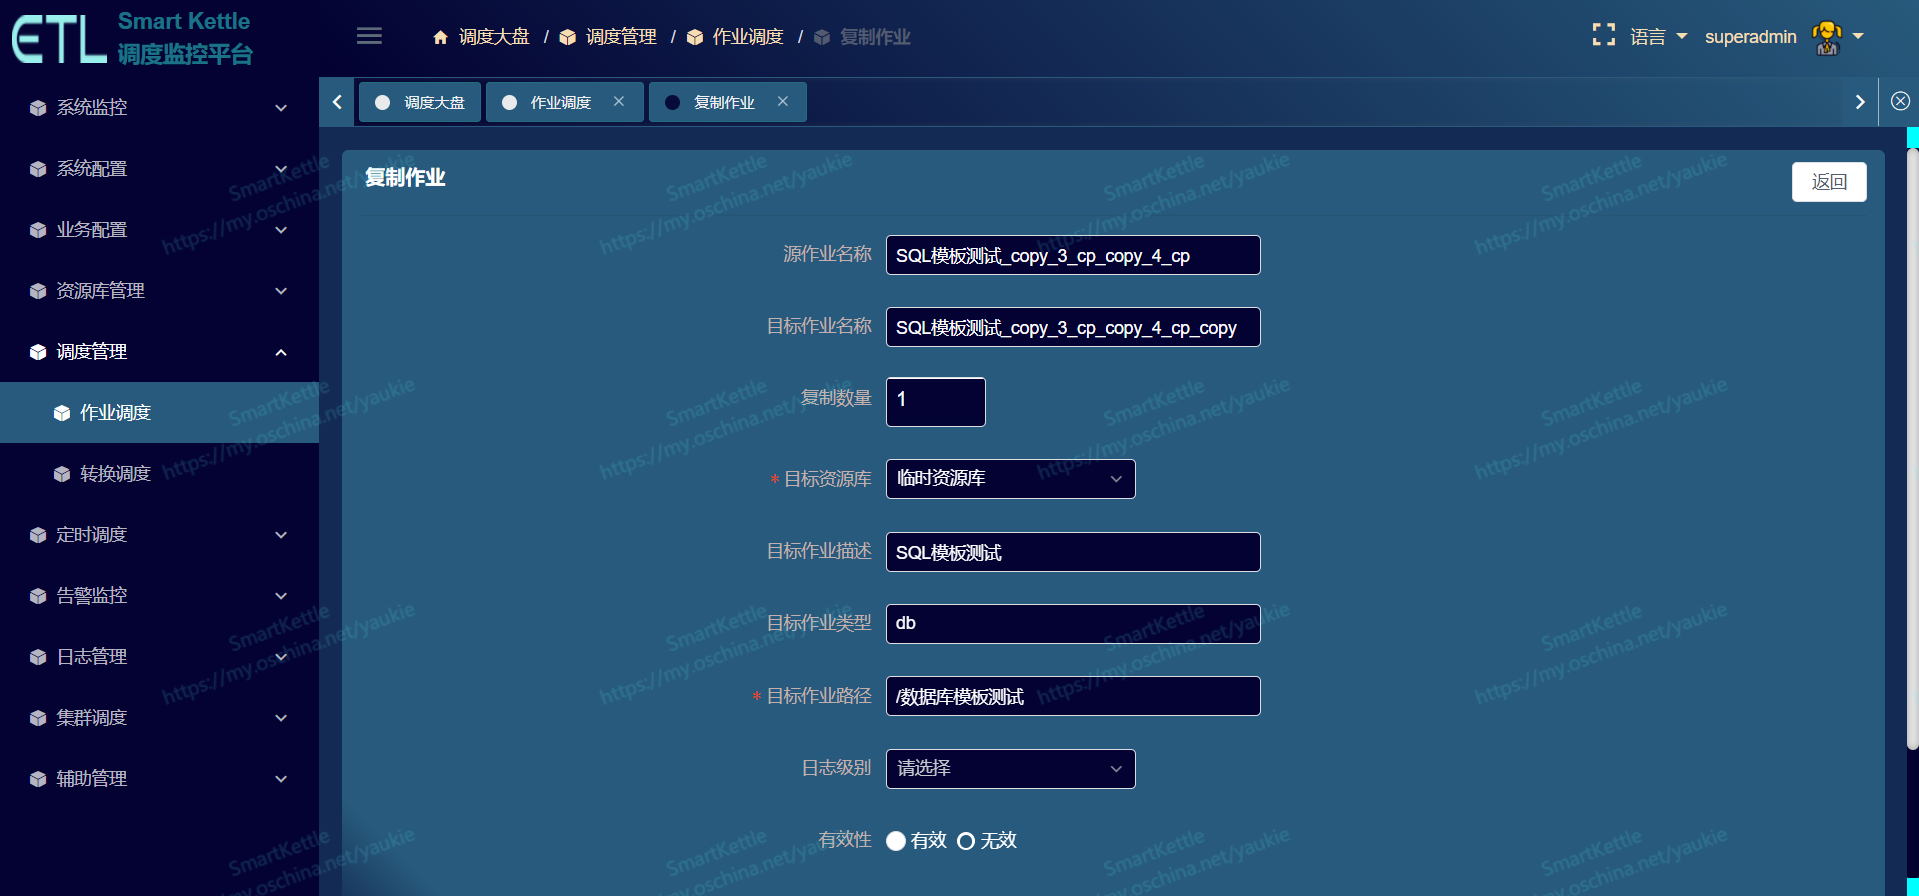 ETL Smart Kettle
调度监控平台
调度大盘 / 调度管理 / 作业调度 / 复制作业
语言 superadmin
调度大盘 作业调度 复制作业
系统监控
系统配置
业务配置
资源库管理
调度管理
作业调度
转换调度
定时调度
告警监控
日志管理
集群调度
辅助管理
复制作业
返回
源作业名称 SQL模板测试_copy_3_cp_copy_4_cp
目标作业名称 SQL模板测试_copy_3_cp_copy_4_cp_copy
复制数量 1
* 目标资源库 临时资源库
目标作业描述 SQL模板测试
目标作业类型 db
* 目标作业路径 /数据库模板测试
日志级别 请选择
有效性 有效 无效
SmartKettle
https://my.oschina.net/yaukie